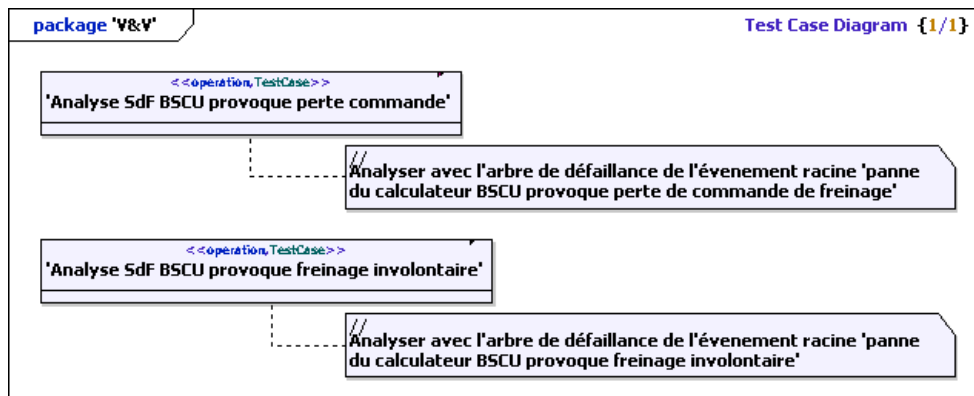 package 'V&V'
Test Case Diagram {1/1}
<<operation,TestCase>>
'Analyse SdF BSCU provoque perte commande'
//
Analyser avec l'arbre de défaillance de l'évenement racine 'panne
du calculateur BSCU provoque perte de commande de freinage'
<<operation,TestCase>>
'Analyse SdF BSCU provoque freinage involontaire'
//
Analyser avec l'arbre de défaillance de l'évenement racine 'panne
du calculateur BSCU provoque freinage involontaire'